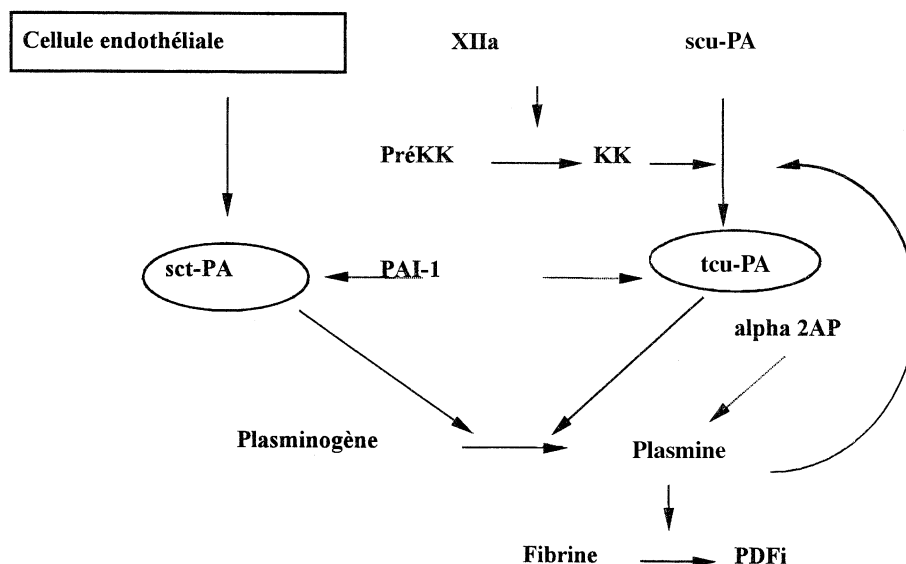 Cellule endothéliale XIIa scu-PA
PréKK KK
sct-PA PAI-1 tcu-PA
alpha 2AP
Plasminogène Plasmine
Fibrine PDFi